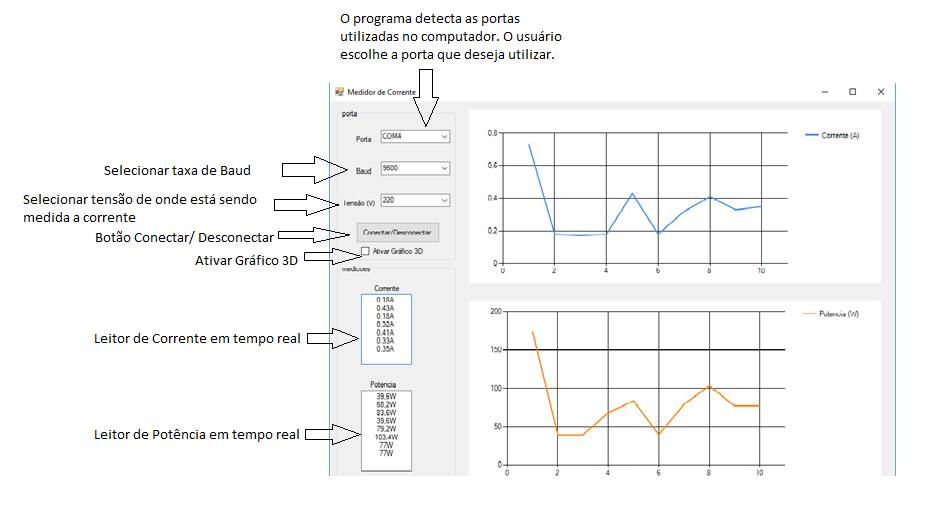 O programa detecta as portas
utilizadas no computador. O usuário
escolhe a porta que deseja utilizar.
Medidor de Corrente
porta
Porta COM4
Selecionar taxa de Baud
Baud 9600
Selecionar tensão de onde está sendo
medida a corrente
Tensão (V) 220
Botão Conectar/ Desconectar
Conectar/Desconectar
Ativar Gráfico 3D
Ativar Gráfico 3D
medicoes
Corrente
0.18A
0.43A
0.18A
0.32A
0.41A
0.33A
0.35A
Leitor de Corrente em tempo real
Potencia
39,6W
68,2W
83,6W
39,6W
79,2W
103,4W
77W
77W
Leitor de Potência em tempo real
0.8
0.6
0.4
0.2
0
0 2 4 6 8 10
Corrente (A)
200
150
100
50
0
0 2 4 6 8 10
Potencia (W)